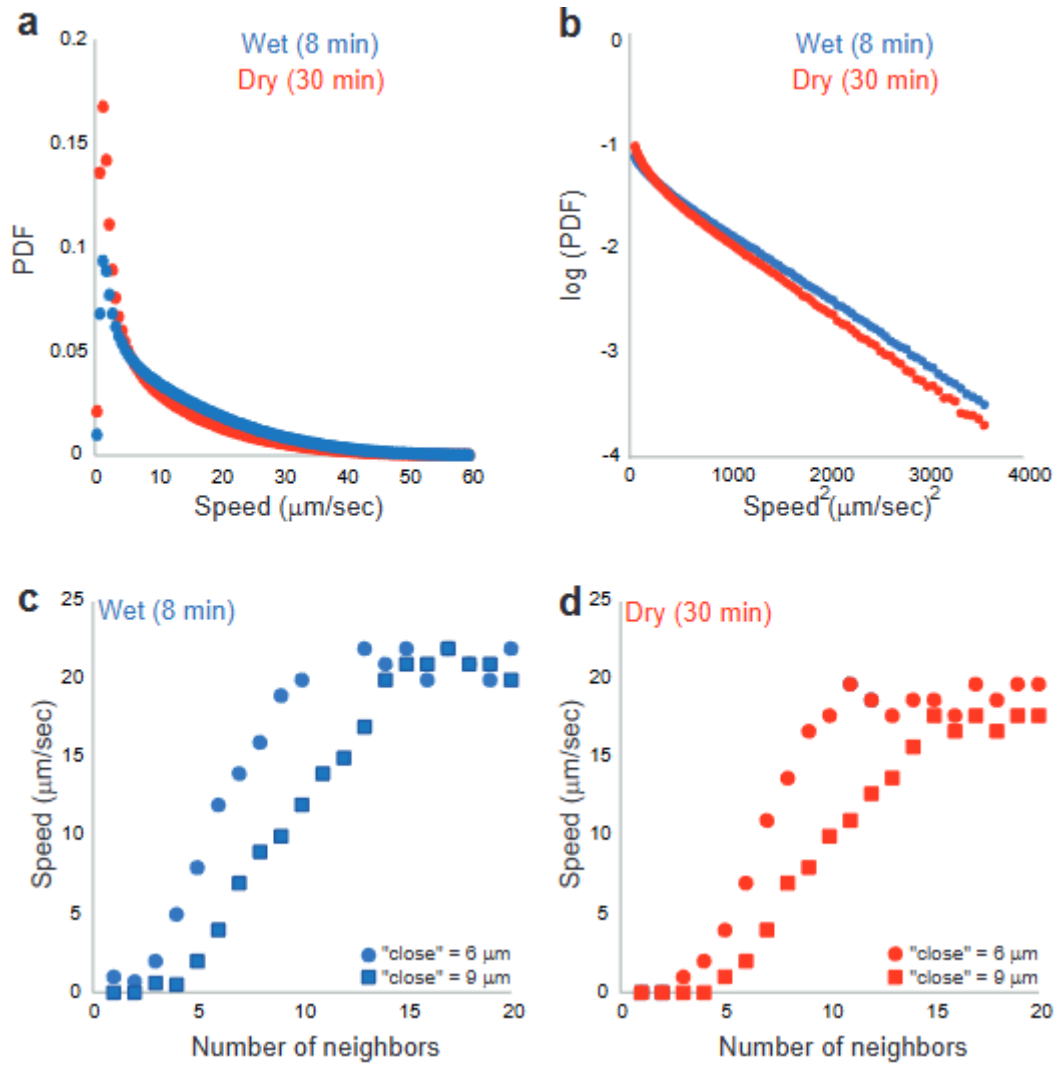 a
0.2
Wet (8 min)
Dry (30 min)
0.15
0.1
0.05
0
PDF
0 10 20 30 40 50 60
Speed (μm/sec)
b
0
Wet (8 min)
Dry (30 min)
-1
-2
-3
-4
log (PDF)
0 1000 2000 3000 4000
Speed² (μm/sec)²
c
25
Wet (8 min)
20
15
10
5
0
Speed (μm/sec)
"close" = 6 μm
"close" = 9 μm
0 5 10 15 20
Number of neighbors
d
25
Dry (30 min)
20
15
10
5
0
Speed (μm/sec)
"close" = 6 μm
"close" = 9 μm
0 5 10 15 20
Number of neighbors